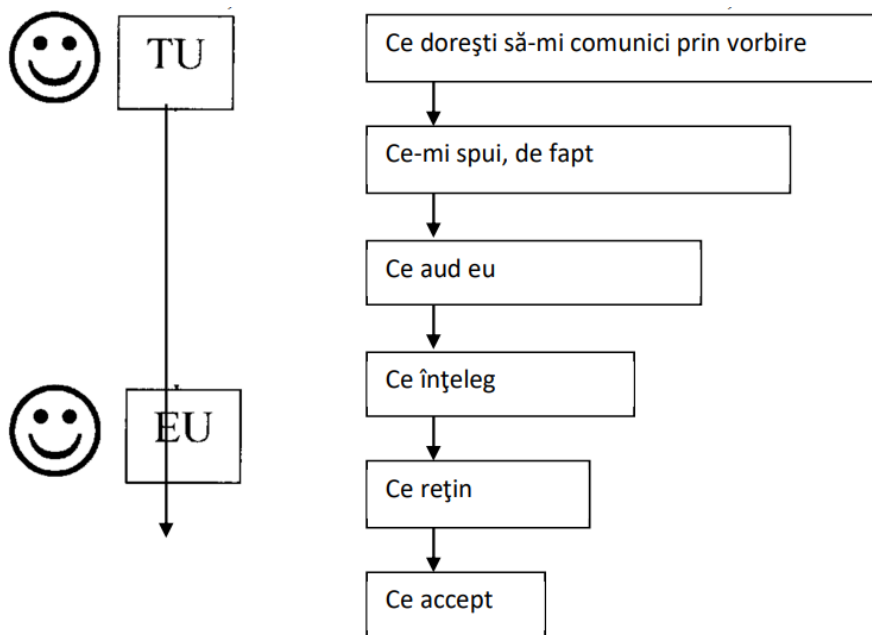 TU
Ce doreşti să-mi comunici prin vorbire
Ce-mi spui, de fapt
Ce aud eu
Ce înţeleg
EU
Ce reţin
Ce accept